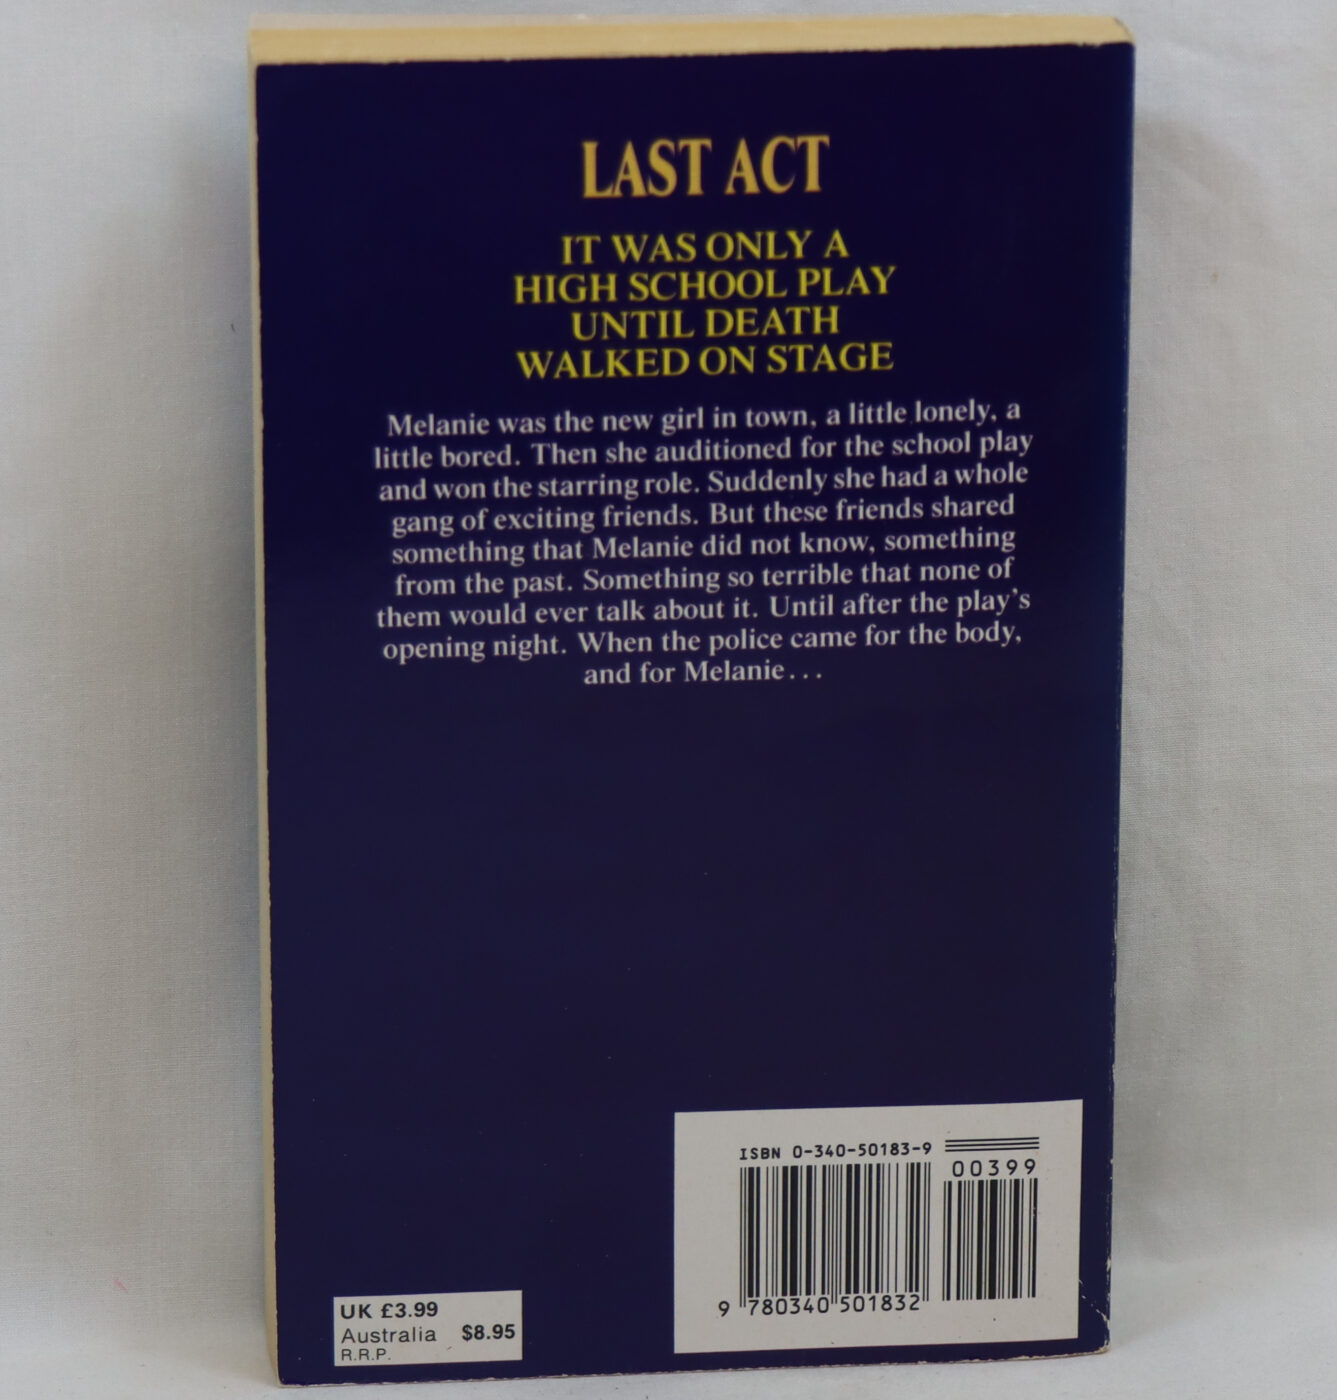 LAST ACT
IT WAS ONLY A
HIGH SCHOOL PLAY
UNTIL DEATH
WALKED ON STAGE
Melanie was the new girl in town, a little lonely, a
little bored. Then she auditioned for the school play
and won the starring role. Suddenly she had a whole
gang of exciting friends. But these friends shared
something that Melanie did not know, something
from the past. Something so terrible that none of
them would ever talk about it. Until after the play's
opening night. When the police came for the body,
and for Melanie...
ISBN 0-340-50183-9
00399
9 780340 501832
UK £3.99
Australia $8.95
R.R.P.